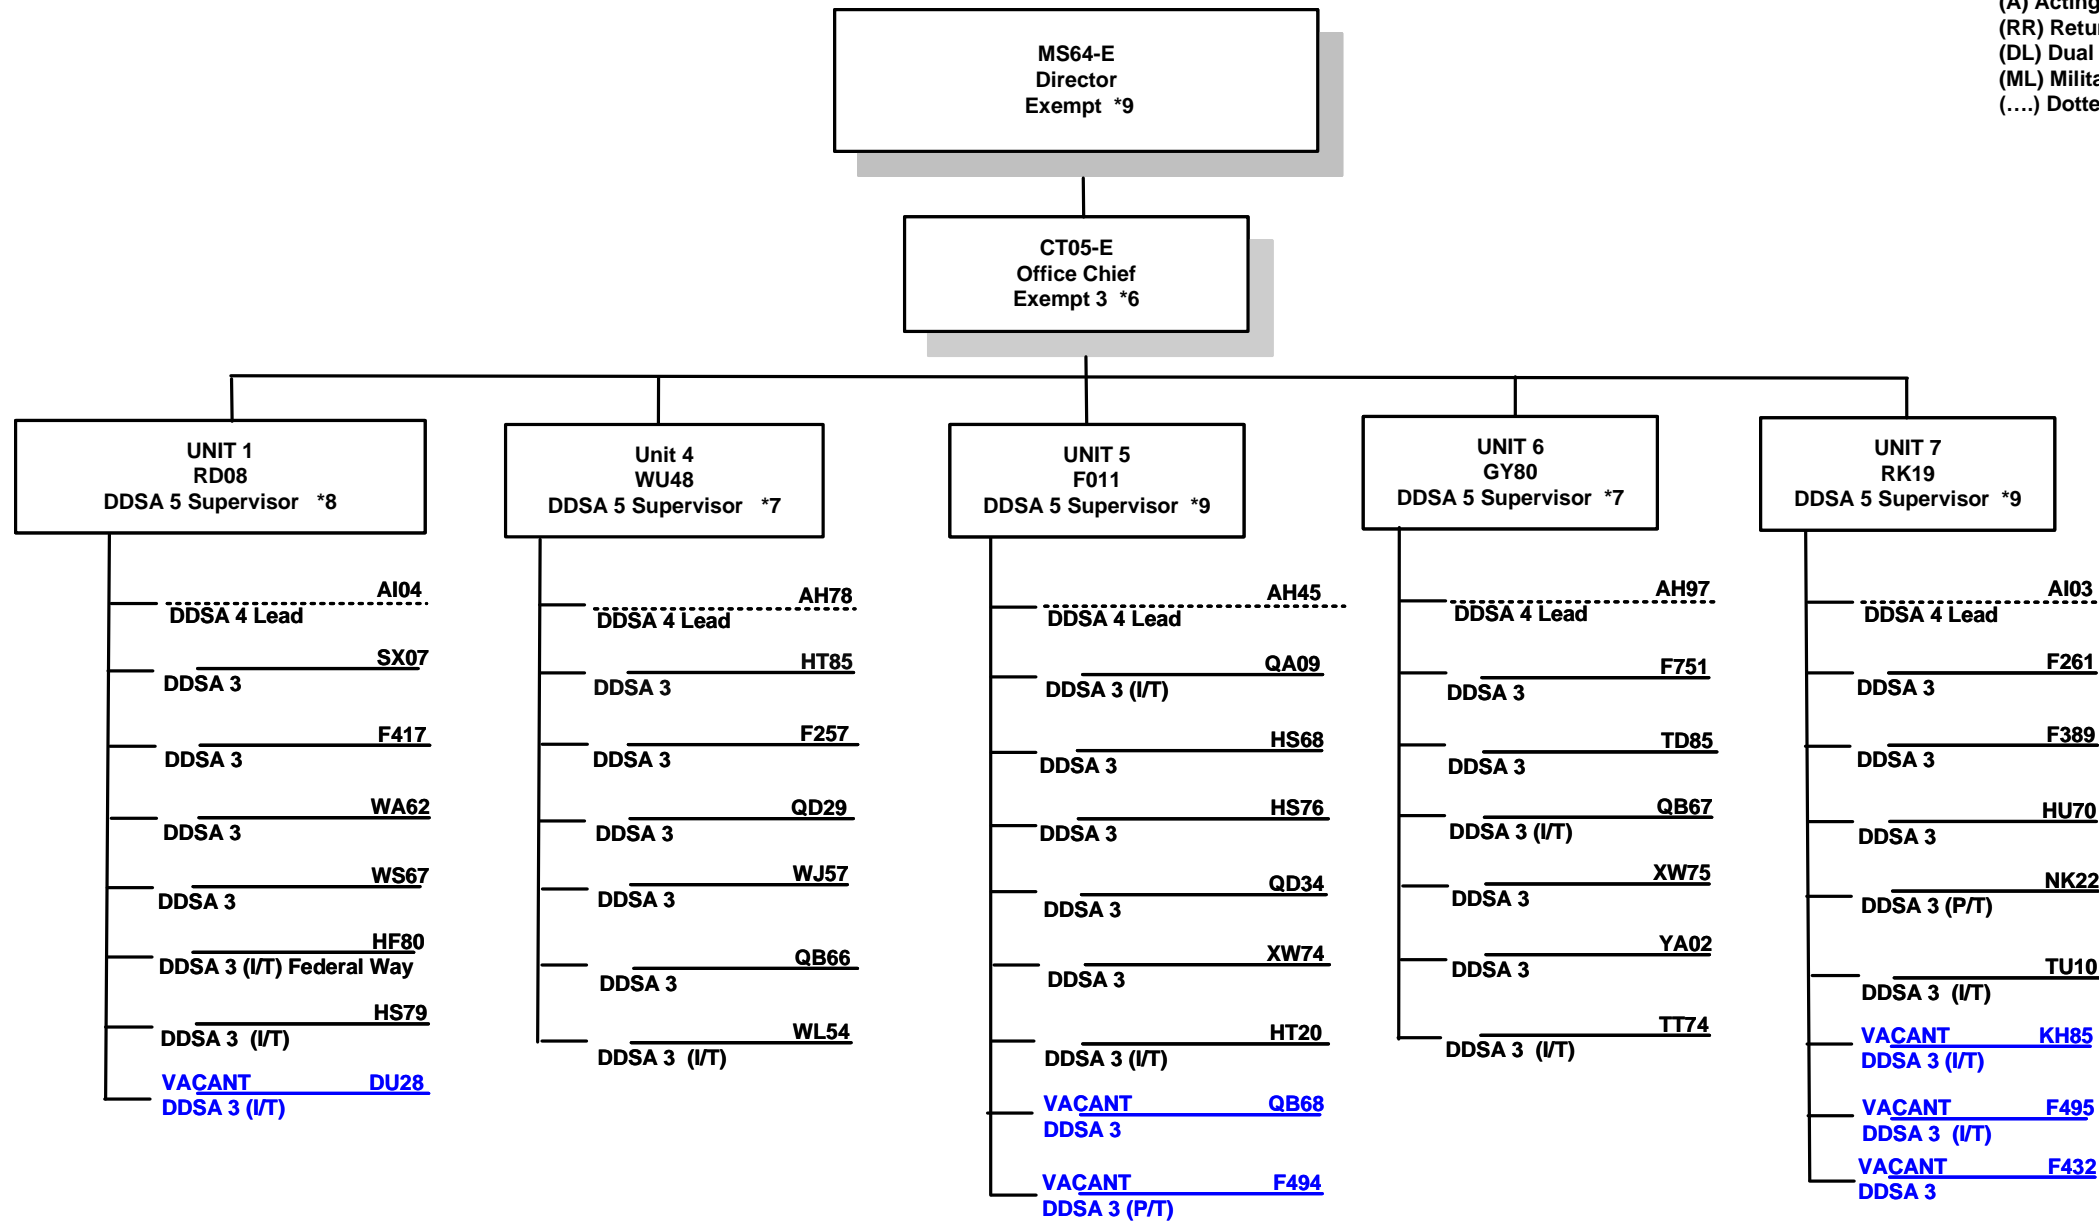 (A) Acting
(RR)
(DL) Dual
(ML)
(....)
MS64-E
Director
Exempt *9
CT05-E
Office Chief
Exempt 3 *6
UNIT 1
RD08
DDSA 5 Supervisor *8
AI04
DDSA 4 Lead
SX07
DDSA 3
F417
DDSA 3
WA62
DDSA 3
WS67
DDSA 3
HF80
DDSA 3 (I/T) Federal Way
HS79
DDSA 3 (I/T)
VACANT DU28
DDSA 3 (I/T)
Unit 4
WU48
DDSA 5 Supervisor *7
AH78
DDSA 4 Lead
HT85
DDSA 3
F257
DDSA 3
QD29
DDSA 3
WJ57
DDSA 3
QB66
DDSA 3
WL54
DDSA 3 (I/T)
UNIT 5
F011
DDSA 5 Supervisor *9
AH45
DDSA 4 Lead
QA09
DDSA 3 (I/T)
HS68
DDSA 3
HS76
DDSA 3
QD34
DDSA 3
XW74
DDSA 3
HT20
DDSA 3 (I/T)
VACANT QB68
DDSA 3
VACANT F494
DDSA 3 (P/T)
UNIT 6
GY80
DDSA 5 Supervisor *7
AH97
DDSA 4 Lead
F751
DDSA 3
TD85
DDSA 3
QB67
DDSA 3 (I/T)
XW75
DDSA 3
YA02
DDSA 3
TT74
DDSA 3 (I/T)
UNIT 7
RK19
DDSA 5 Supervisor *9
AI03
DDSA 4 Lead
F261
DDSA 3
F389
DDSA 3
HU70
DDSA 3
NK22
DDSA 3 (P/T)
TU10
DDSA 3 (I/T)
VACANT KH85
DDSA 3 (I/T)
VACANT F495
DDSA 3 (I/T)
VACANT F432
DDSA 3